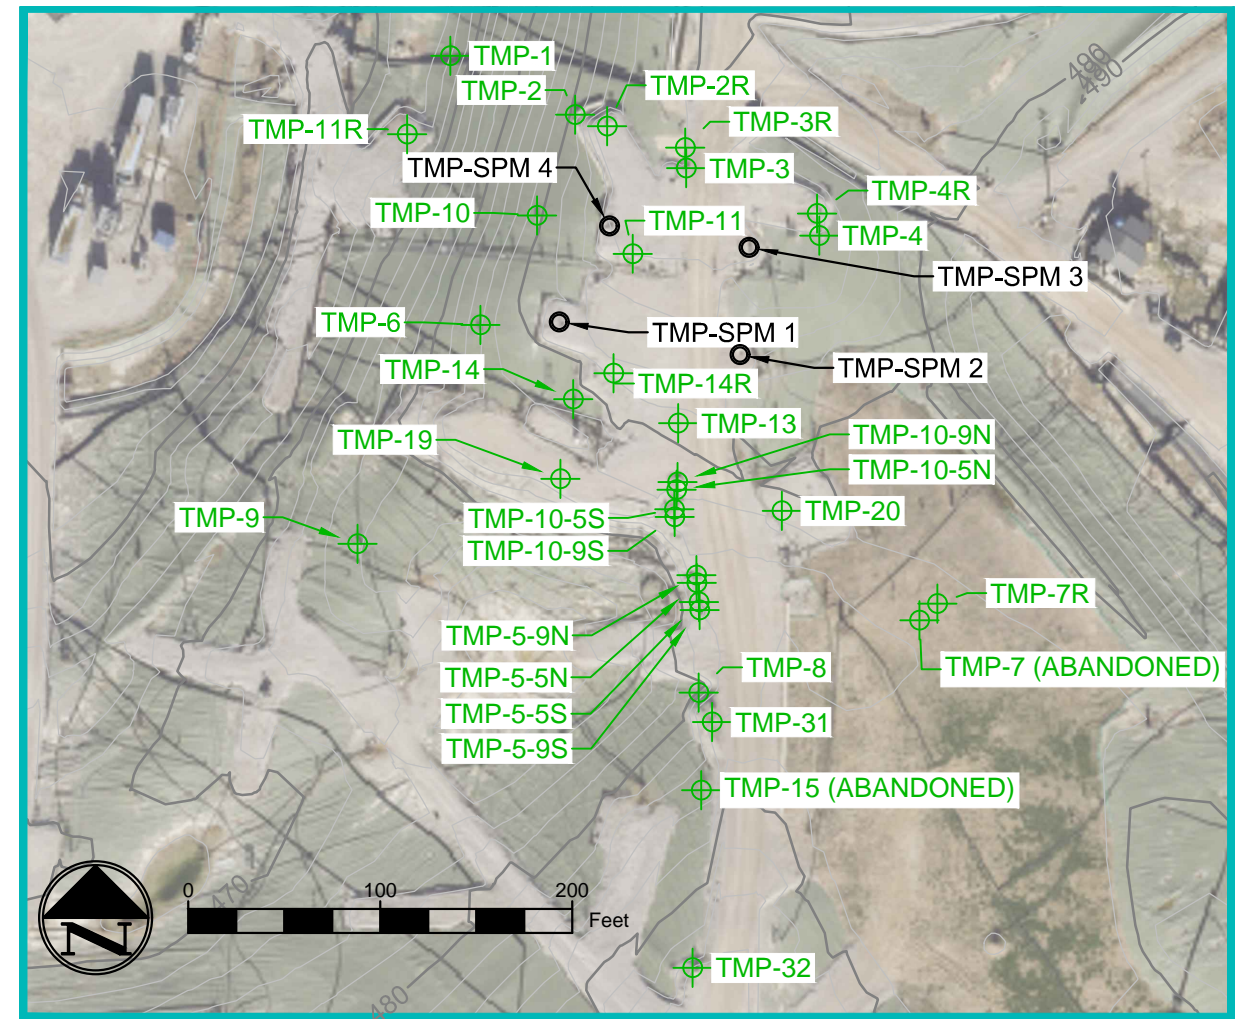 TMP-1
486
490
TMP-2
TMP-2R
TMP-11R
TMP-3R
TMP-SPM 4
TMP-3
TMP-4R
TMP-10
TMP-11
TMP-4
TMP-SPM 3
TMP-6
TMP-SPM 1
TMP-14
TMP-SPM 2
TMP-14R
TMP-19
TMP-13
TMP-10-9N
TMP-10-5N
TMP-9
TMP-10-5S
TMP-20
TMP-10-9S
TMP-7R
TMP-5-9N
TMP-8
TMP-7 (ABANDONED)
TMP-5-5N
TMP-5-5S
TMP-31
TMP-5-9S
TMP-15 (ABANDONED)
470
0 100 200
Feet
N
TMP-32
480